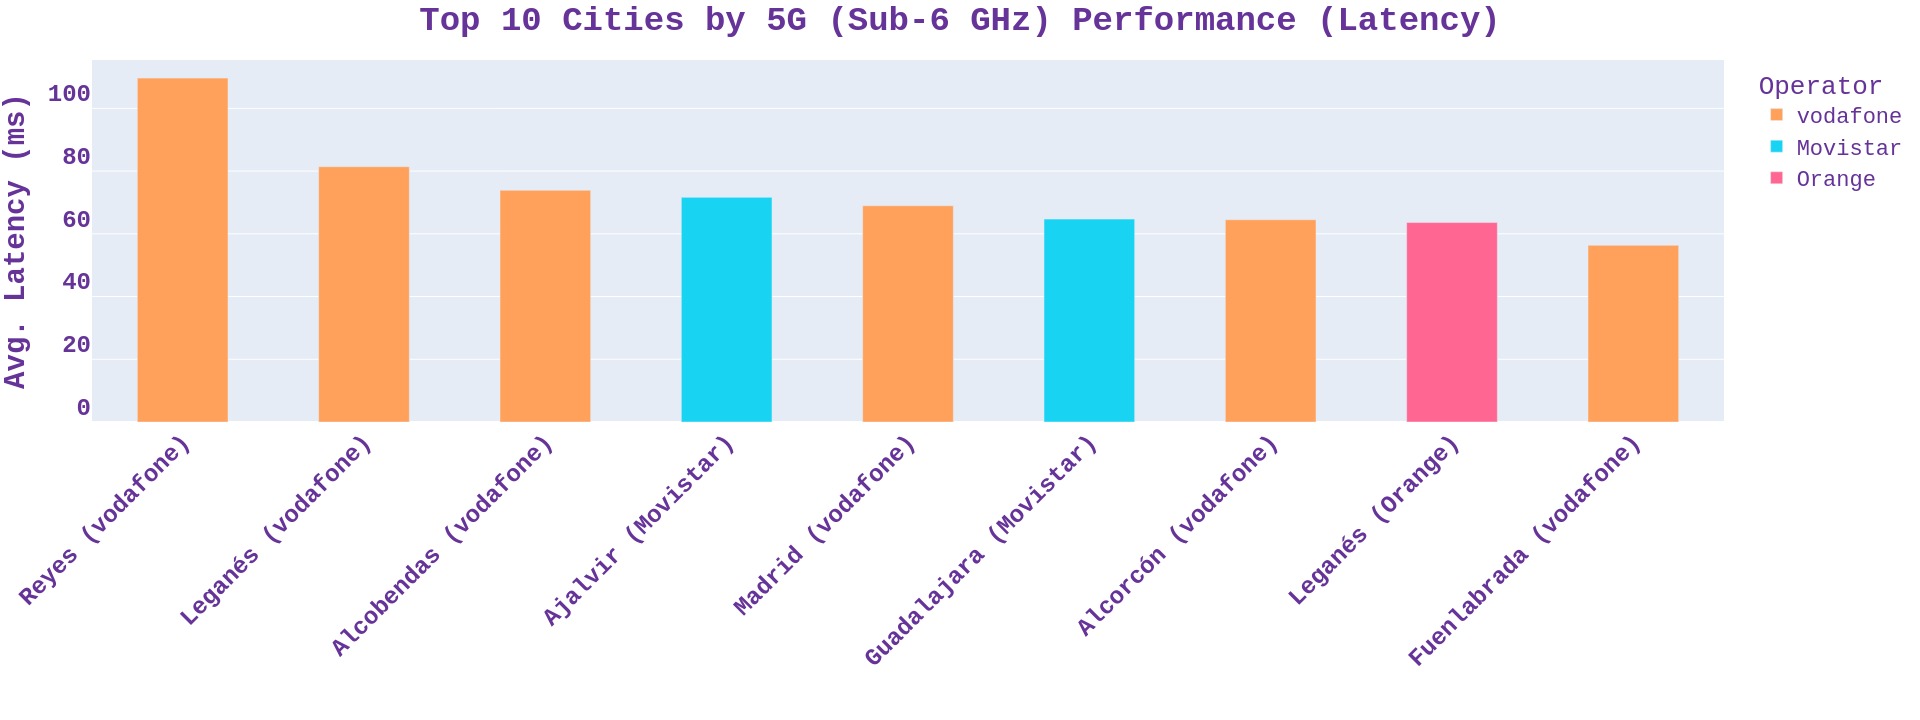 Top 10 Cities by 5G (Sub-6 GHz) Performance (Latency)
Avg. Latency (ms)
100
80
60
40
20
0
Reyes (vodafone)
Leganés (vodafone)
Alcobendas (vodafone)
Ajalvir (Movistar)
Madrid (vodafone)
Guadalajara (Movistar)
Alcorcón (vodafone)
Leganés (Orange)
Fuenlabrada (vodafone)
Operator
vodafone
Movistar
Orange